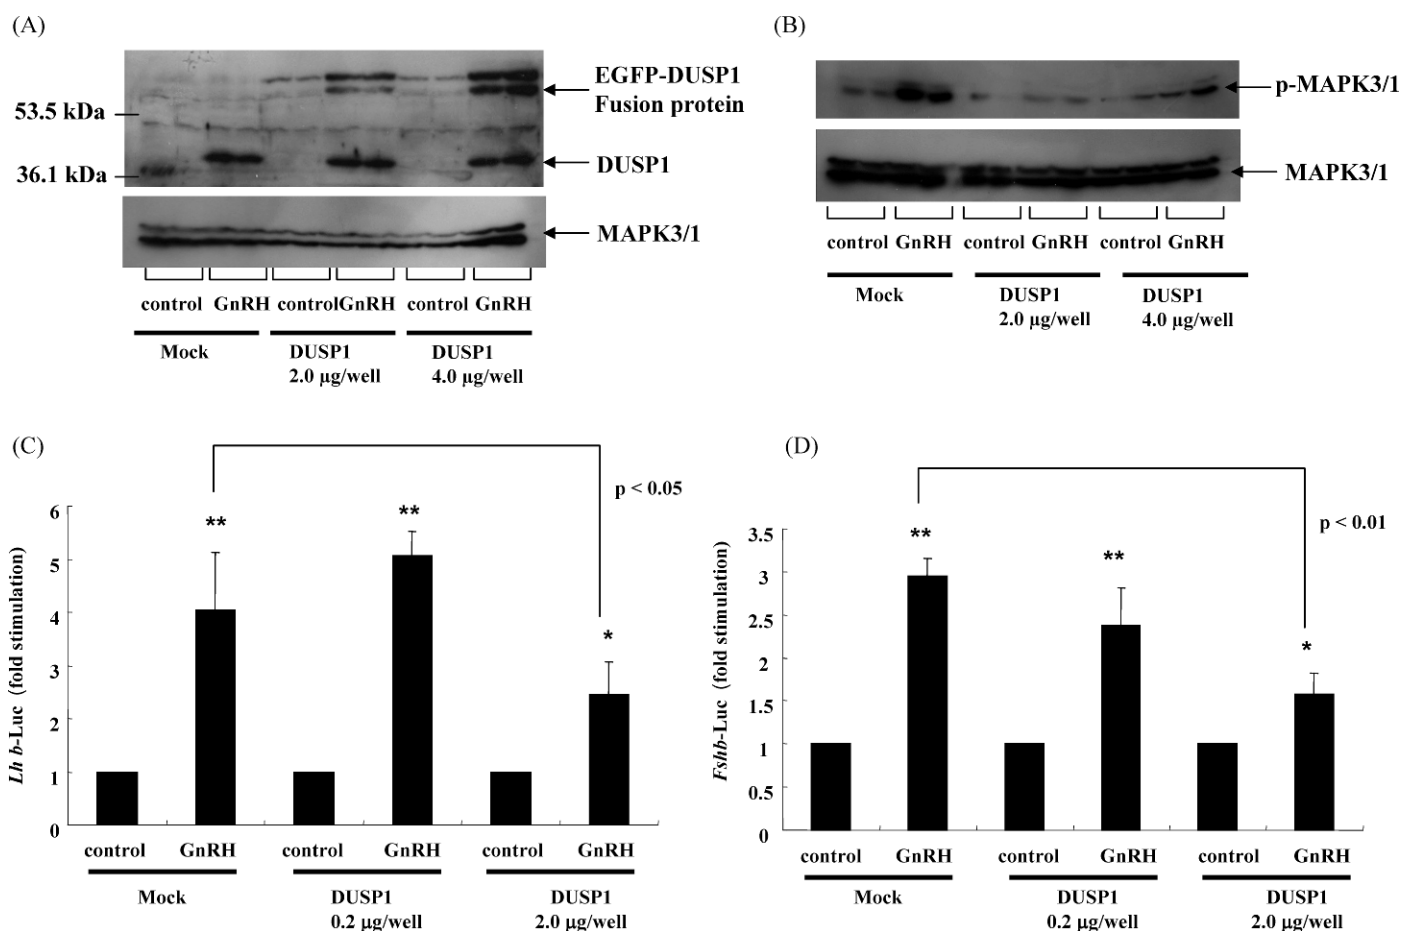 (A)
EGFP-DUSP1
Fusion protein
53.5 kDa
DUSP1
36.1 kDa
MAPK3/1
control GnRH controlGnRH control GnRH
Mock DUSP1 DUSP1
2.0 μg/well 4.0 μg/well
(B)
p-MAPK3/1
MAPK3/1
control GnRH control GnRH control GnRH
Mock DUSP1 DUSP1
2.0 μg/well 4.0 μg/well
(C)
p < 0.05
Lh b-Luc (fold stimulation)
6
5
4
3
2
1
0
** ** *
control GnRH control GnRH control GnRH
Mock DUSP1 DUSP1
0.2 μg/well 2.0 μg/well
(D)
p < 0.01
Fshb-Luc (fold stimulation)
3.5
3
2.5
2
1.5
1
0.5
0
** ** *
control GnRH control GnRH control GnRH
Mock DUSP1 DUSP1
0.2 μg/well 2.0 μg/well